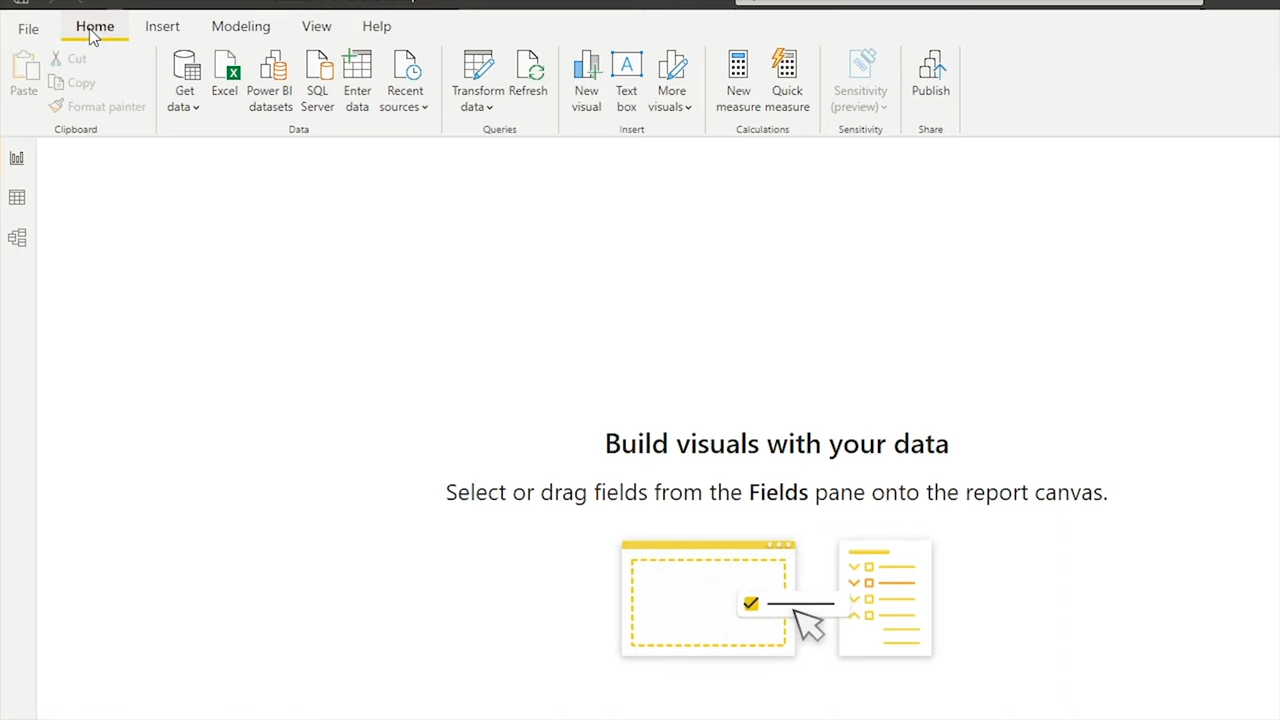 File Home Insert Modeling View Help
Paste
Cut
Copy
Format painter
Clipboard
Get data
Excel
Power BI datasets
SQL Server
Enter data
Recent sources
Data
Transform data
Refresh
Queries
New visual
A
Text box
More visuals
Insert
New measure
Quick measure
Calculations
Sensitivity (preview)
Sensitivity
Publish
Share
Build visuals with your data
Select or drag fields from the Fields pane onto the report canvas.